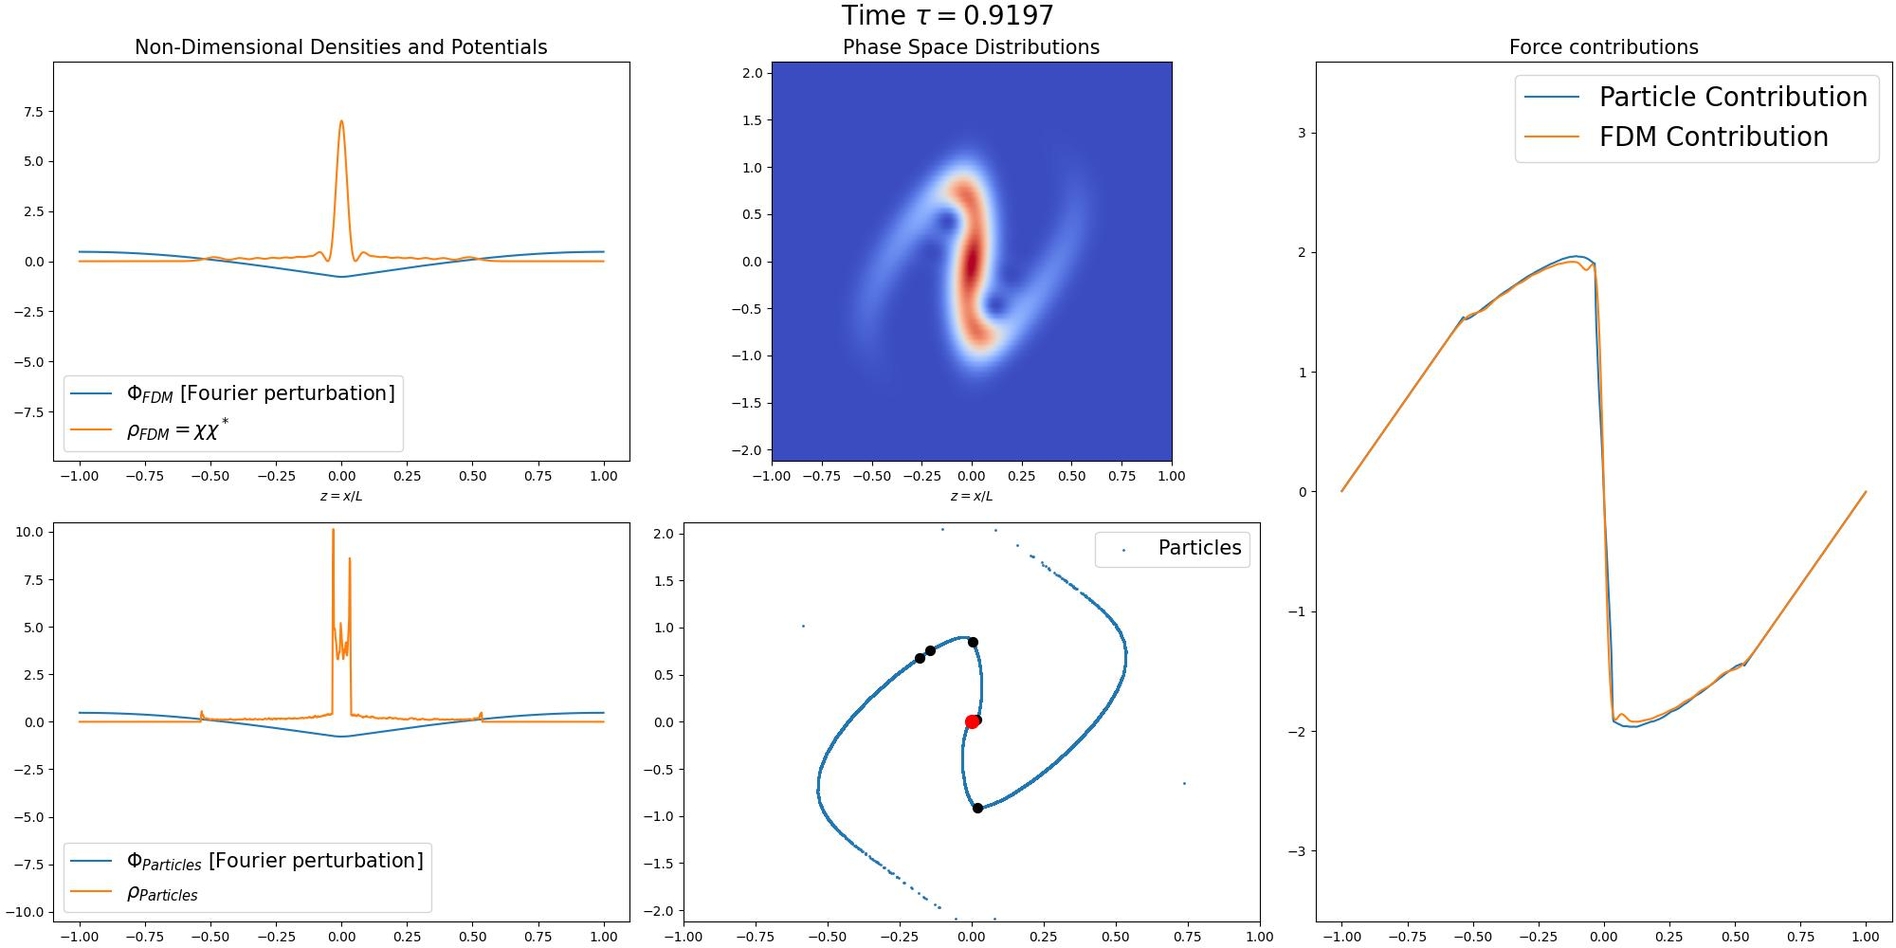 Time τ = 0.9197
Non-Dimensional Densities and Potentials
7.5
5.0
2.5
0.0
−2.5
−5.0
−7.5
Φ_FDM [Fourier perturbation]
ρ_FDM = χχ*
−1.00 −0.75 −0.50 −0.25 0.00 0.25 0.50 0.75 1.00
z = x/L
Phase Space Distributions
2.0
1.5
1.0
0.5
0.0
−0.5
−1.0
−1.5
−2.0
−1.00 −0.75 −0.50 −0.25 0.00 0.25 0.50 0.75 1.00
z = x/L
Force contributions
Particle Contribution
FDM Contribution
3
2
1
0
−1
−2
−3
−1.00 −0.75 −0.50 −0.25 0.00 0.25 0.50 0.75 1.00
10.0
7.5
5.0
2.5
0.0
−2.5
−5.0
−7.5
−10.0
Φ_Particles [Fourier perturbation]
ρ_Particles
−1.00 −0.75 −0.50 −0.25 0.00 0.25 0.50 0.75 1.00
Particles
2.0
1.5
1.0
0.5
0.0
−0.5
−1.0
−1.5
−2.0
−1.00 −0.75 −0.50 −0.25 0.00 0.25 0.50 0.75 1.00